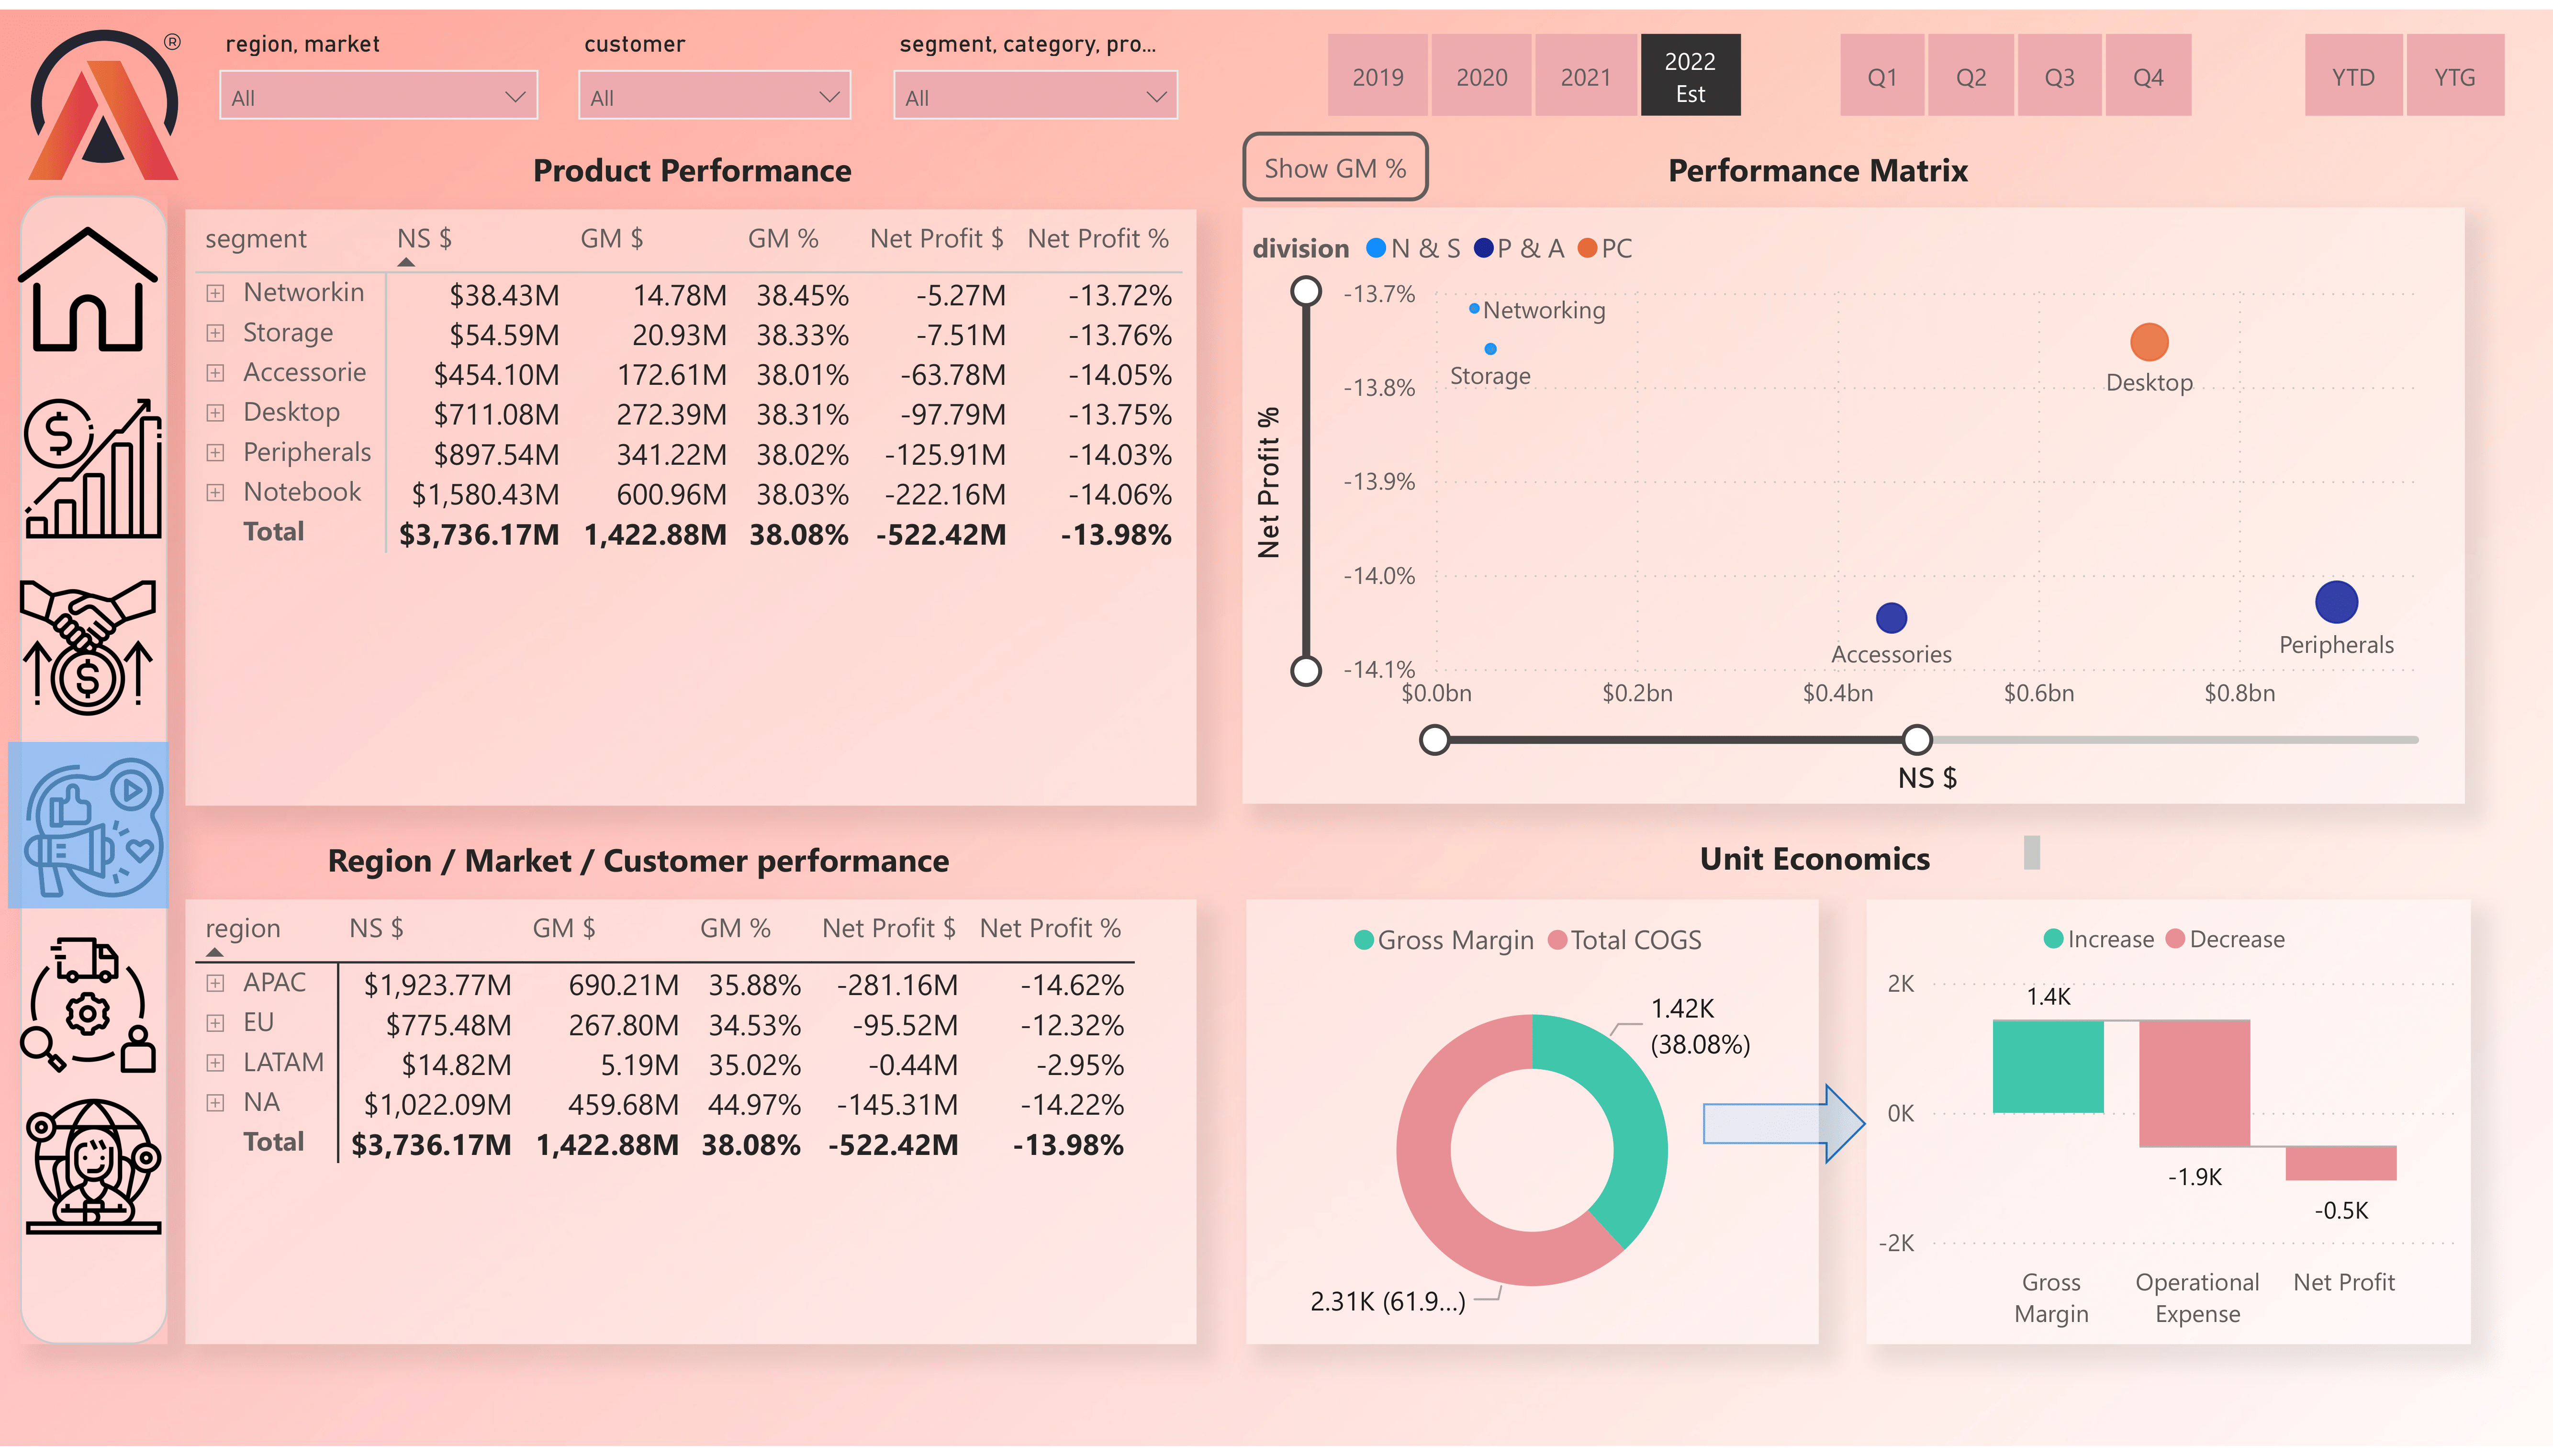 ®
region, market
customer
segment, category, pro...
All
All
All
2019
2020
2021
2022
Est
Q1
Q2
Q3
Q4
YTD
YTG
Product Performance
segment NS $ GM $ GM % Net Profit $ Net Profit %
Networkin $38.43M 14.78M 38.45% -5.27M -13.72%
Storage $54.59M 20.93M 38.33% -7.51M -13.76%
Accessorie $454.10M 172.61M 38.01% -63.78M -14.05%
Desktop $711.08M 272.39M 38.31% -97.79M -13.75%
Peripherals $897.54M 341.22M 38.02% -125.91M -14.03%
Notebook $1,580.43M 600.96M 38.03% -222.16M -14.06%
Total $3,736.17M 1,422.88M 38.08% -522.42M -13.98%
Show GM %
Performance Matrix
division N & S P & A PC
Net Profit %
-13.7%
-13.8%
-13.9%
-14.0%
-14.1%
Networking
Storage
Desktop
Accessories
Peripherals
$0.0bn $0.2bn $0.4bn $0.6bn $0.8bn
NS $
Region / Market / Customer performance
region NS $ GM $ GM % Net Profit $ Net Profit %
APAC $1,923.77M 690.21M 35.88% -281.16M -14.62%
EU $775.48M 267.80M 34.53% -95.52M -12.32%
LATAM $14.82M 5.19M 35.02% -0.44M -2.95%
NA $1,022.09M 459.68M 44.97% -145.31M -14.22%
Total $3,736.17M 1,422.88M 38.08% -522.42M -13.98%
Unit Economics
Gross Margin Total COGS
1.42K
(38.08%)
2.31K (61.9...)
Increase Decrease
2K
0K
-2K
1.4K
-1.9K
-0.5K
Gross
Margin
Operational
Expense
Net Profit